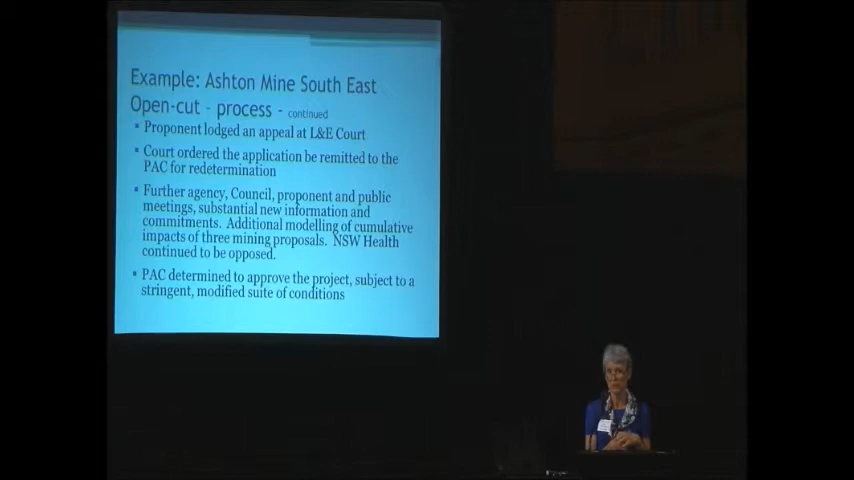 Example: Ashton Mine South East
Open-cut - process - continued
▪ Proponent lodged an appeal at L&E Court
▪ Court ordered the application be remitted to the
PAC for redetermination
▪ Further agency, Council, proponent and public
meetings, substantial new information and
commitments. Additional modelling of cumulative
impacts of three mining proposals. NSW Health
continued to be opposed.
▪ PAC determined to approve the project, subject to a
stringent, modified suite of conditions